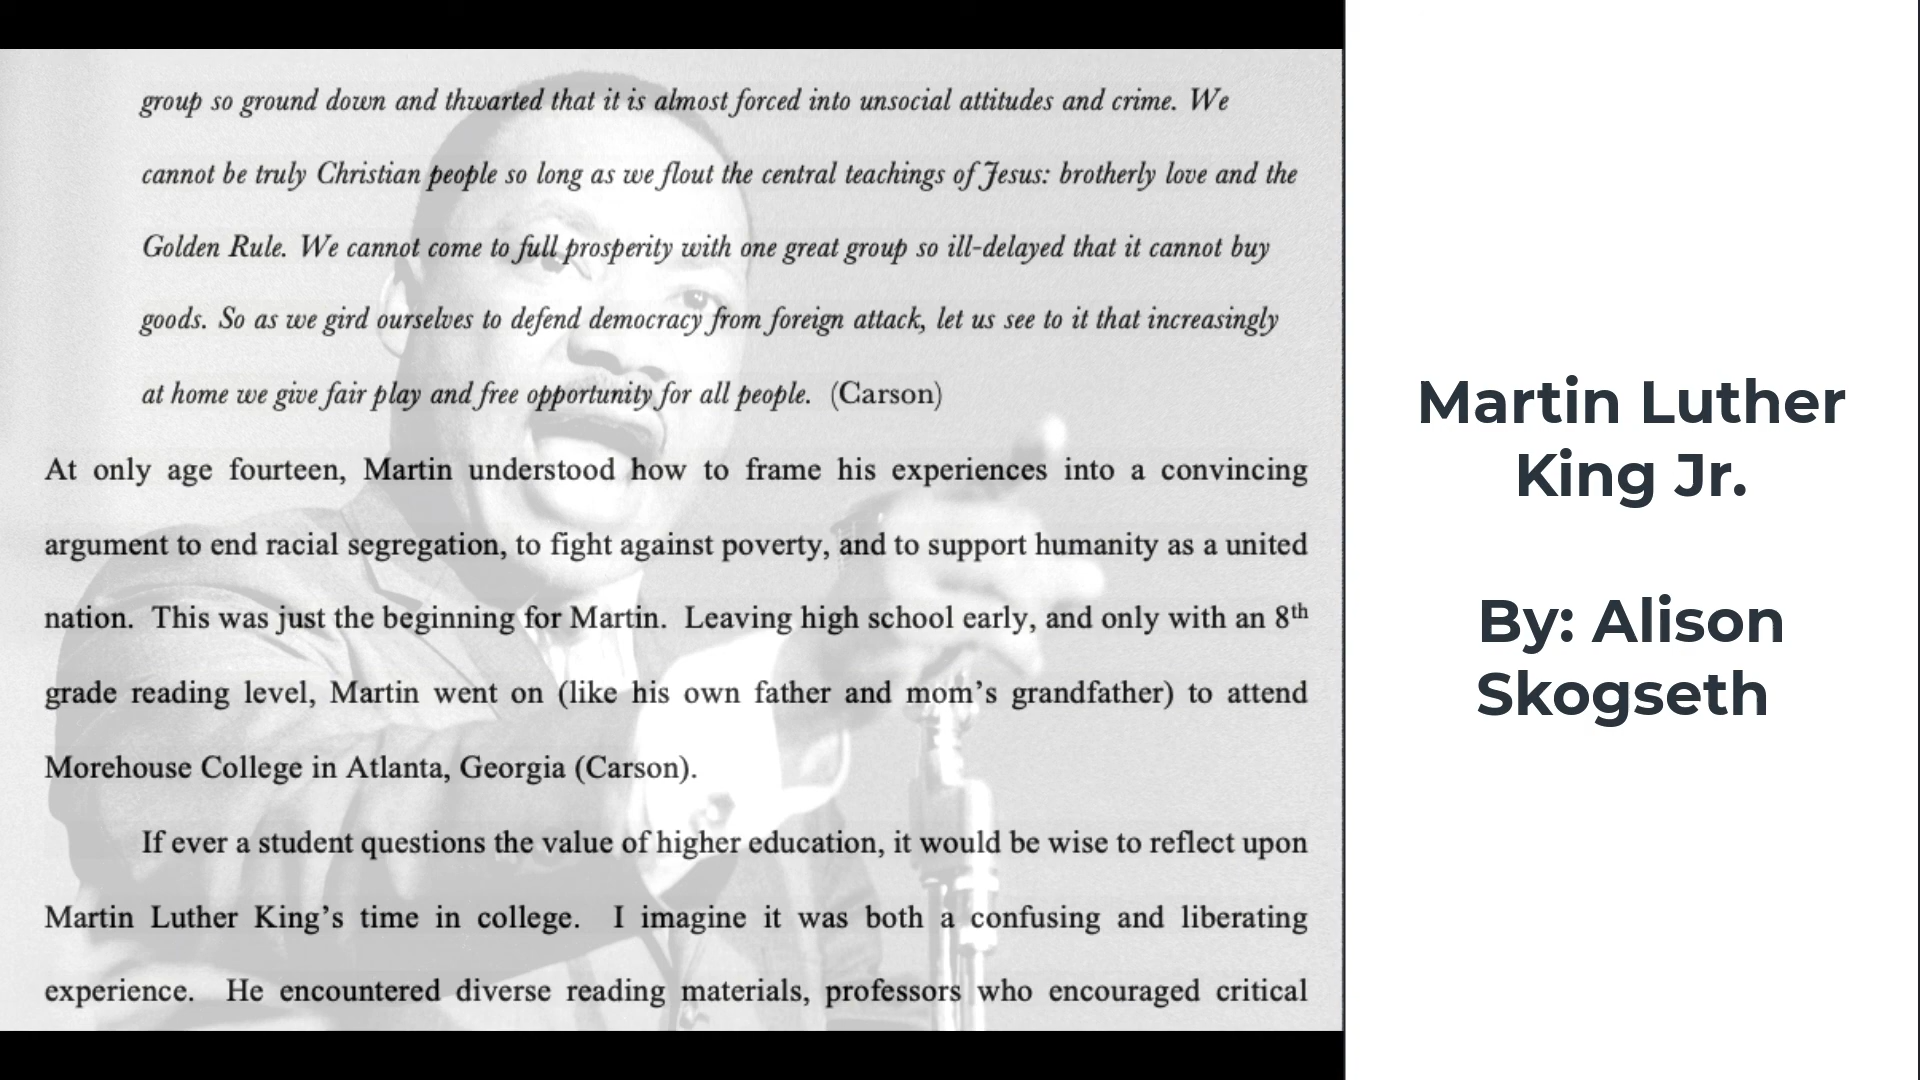 group so ground down and thwarted that it is almost forced into unsocial attitudes and crime. We
cannot be truly Christian people so long as we flout the central teachings of Jesus: brotherly love and the
Golden Rule. We cannot come to full prosperity with one great group so ill-delayed that it cannot buy
goods. So as we gird ourselves to defend democracy from foreign attack, let us see to it that increasingly
at home we give fair play and free opportunity for all people. (Carson)
At only age fourteen, Martin understood how to frame his experiences into a convincing
argument to end racial segregation, to fight against poverty, and to support humanity as a united
nation. This was just the beginning for Martin. Leaving high school early, and only with an 8th
grade reading level, Martin went on (like his own father and mom’s grandfather) to attend
Morehouse College in Atlanta, Georgia (Carson).
If ever a student questions the value of higher education, it would be wise to reflect upon
Martin Luther King’s time in college. I imagine it was both a confusing and liberating
experience. He encountered diverse reading materials, professors who encouraged critical
Martin Luther
King Jr.
By: Alison
Skogseth